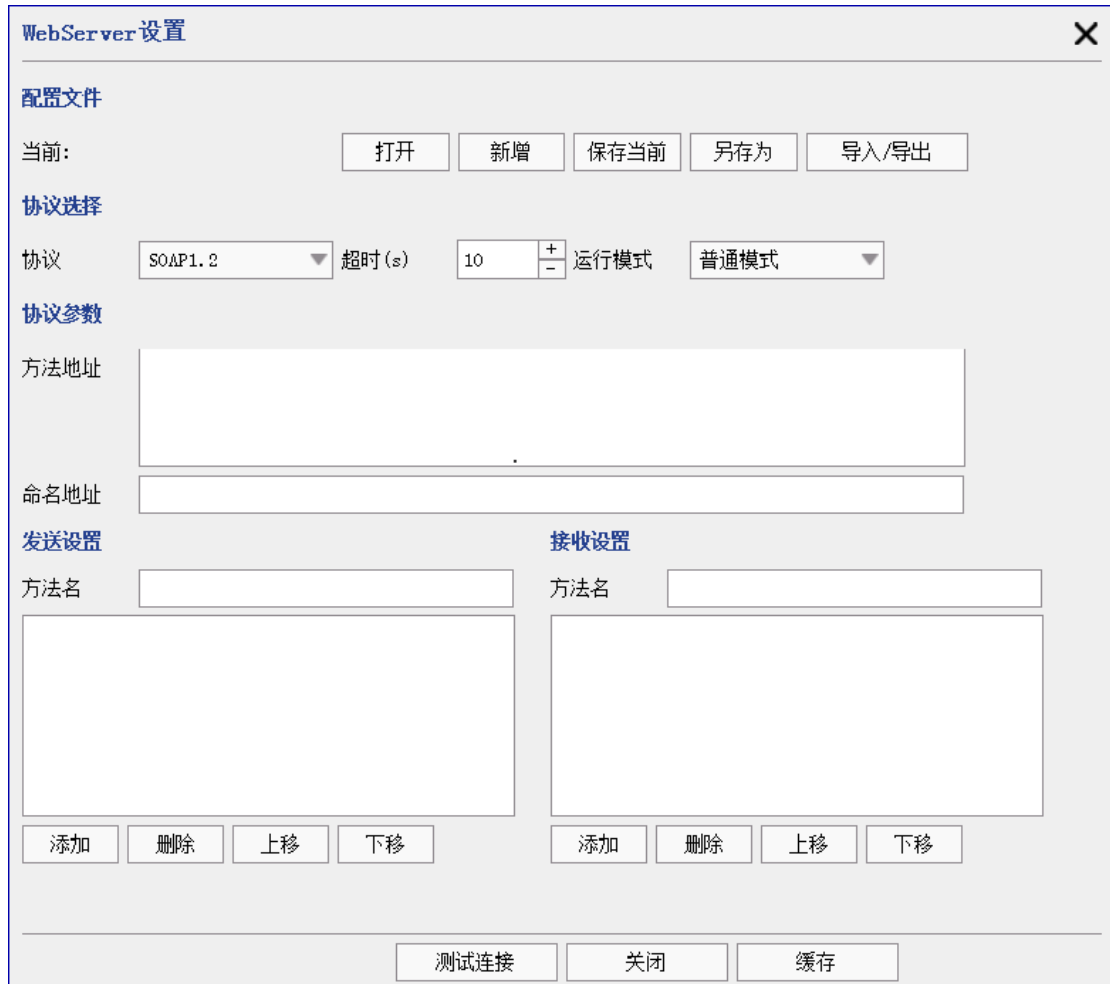 WebServer设置
配置文件
当前: 打开 新增 保存当前 另存为 导入/导出
协议选择
协议 SOAP1.2 超时(s) 10 + - 运行模式 普通模式
协议参数
方法地址
命名地址
发送设置 接收设置
方法名 方法名
添加 删除 上移 下移 添加 删除 上移 下移
测试连接 关闭 缓存